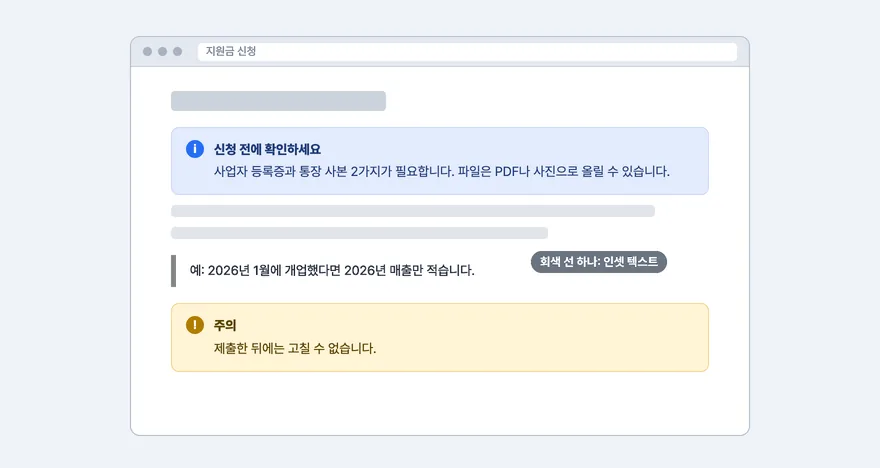 지원금 신청
신청 전에 확인하세요
사업자 등록증과 통장 사본 2가지가 필요합니다. 파일은 PDF나 사진으로 올릴 수 있습니다.
예: 2026년 1월에 개업했다면 2026년 매출만 적습니다.
회색 선 하나: 인셋 텍스트
주의
제출한 뒤에는 고칠 수 없습니다.